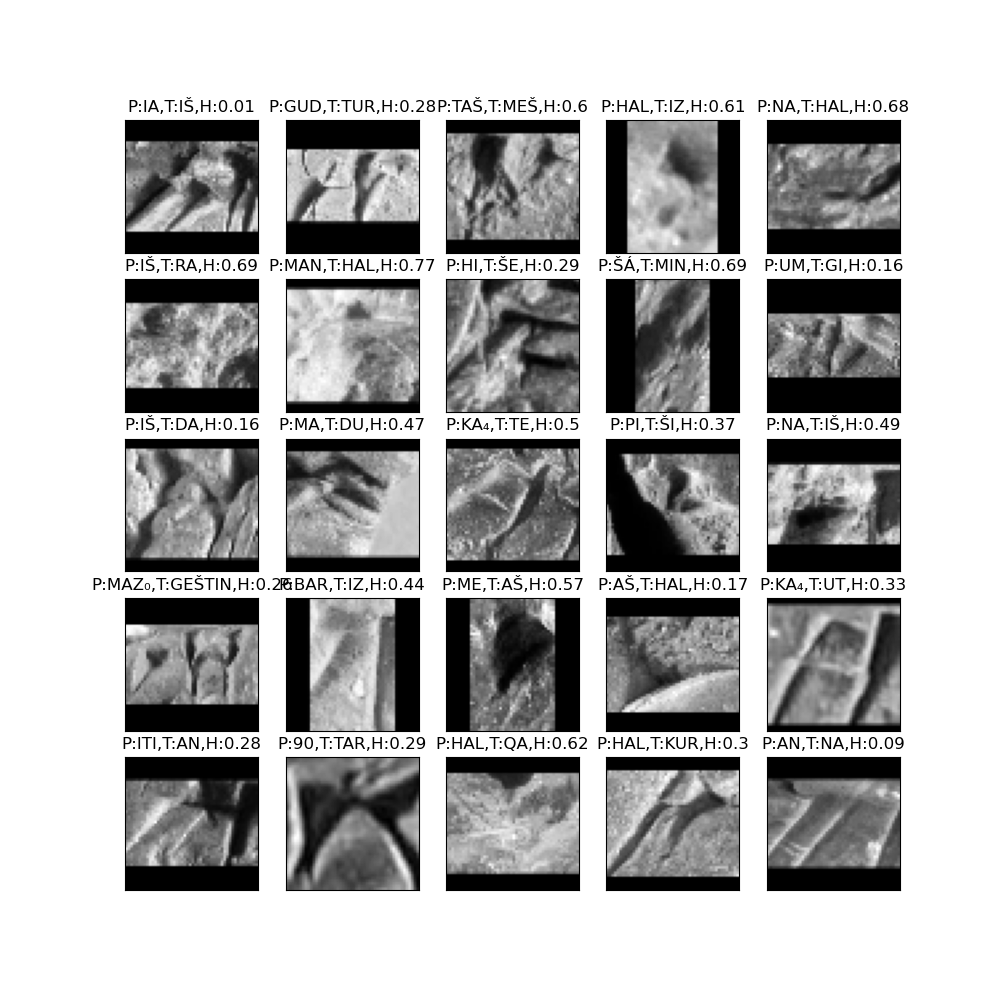 P:IA,T:IŠ,H:0.01 P:GUD,T:TUR,H:0.28 P:TAŠ,T:MEŠ,H:0.6 P:HAL,T:IZ,H:0.61 P:NA,T:HAL,H:0.68
P:IŠ,T:RA,H:0.69 P:MAN,T:HAL,H:0.77 P:HI,T:ŠE,H:0.29 P:ŠÁ,T:MIN,H:0.69 P:UM,T:GI,H:0.16
P:IŠ,T:DA,H:0.16 P:MA,T:DU,H:0.47 P:KA₄,T:TE,H:0.5 P:PI,T:ŠI,H:0.37 P:NA,T:IŠ,H:0.49
P:MAZ₀,T:GEŠTIN,H:0.26 P:BAR,T:IZ,H:0.44 P:ME,T:AŠ,H:0.57 P:AŠ,T:HAL,H:0.17 P:KA₄,T:UT,H:0.33
P:ITI,T:AN,H:0.28 P:90,T:TAR,H:0.29 P:HAL,T:QA,H:0.62 P:HAL,T:KUR,H:0.3 P:AN,T:NA,H:0.09